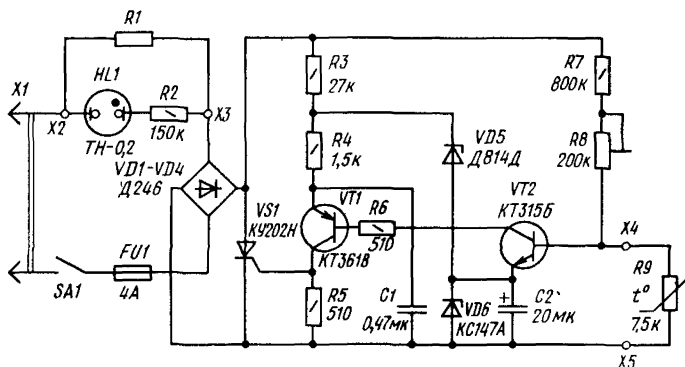 R1
X1
HL1
R2
X2
150к
X3
ТН-0,2
VD1-VD4
Д246
SA1
FU1
4А
R3
27к
R4
1,5к
VS1
КУ202Н
VT1
КТ361В
R6
510
R5
510
C1
0,47мк
VD5
Д814Д
VD6
КС147А
VT2
КТ315Б
+
C2
20мк
R7
800к
R8
200к
X4
R9
t°
7,5к
X5